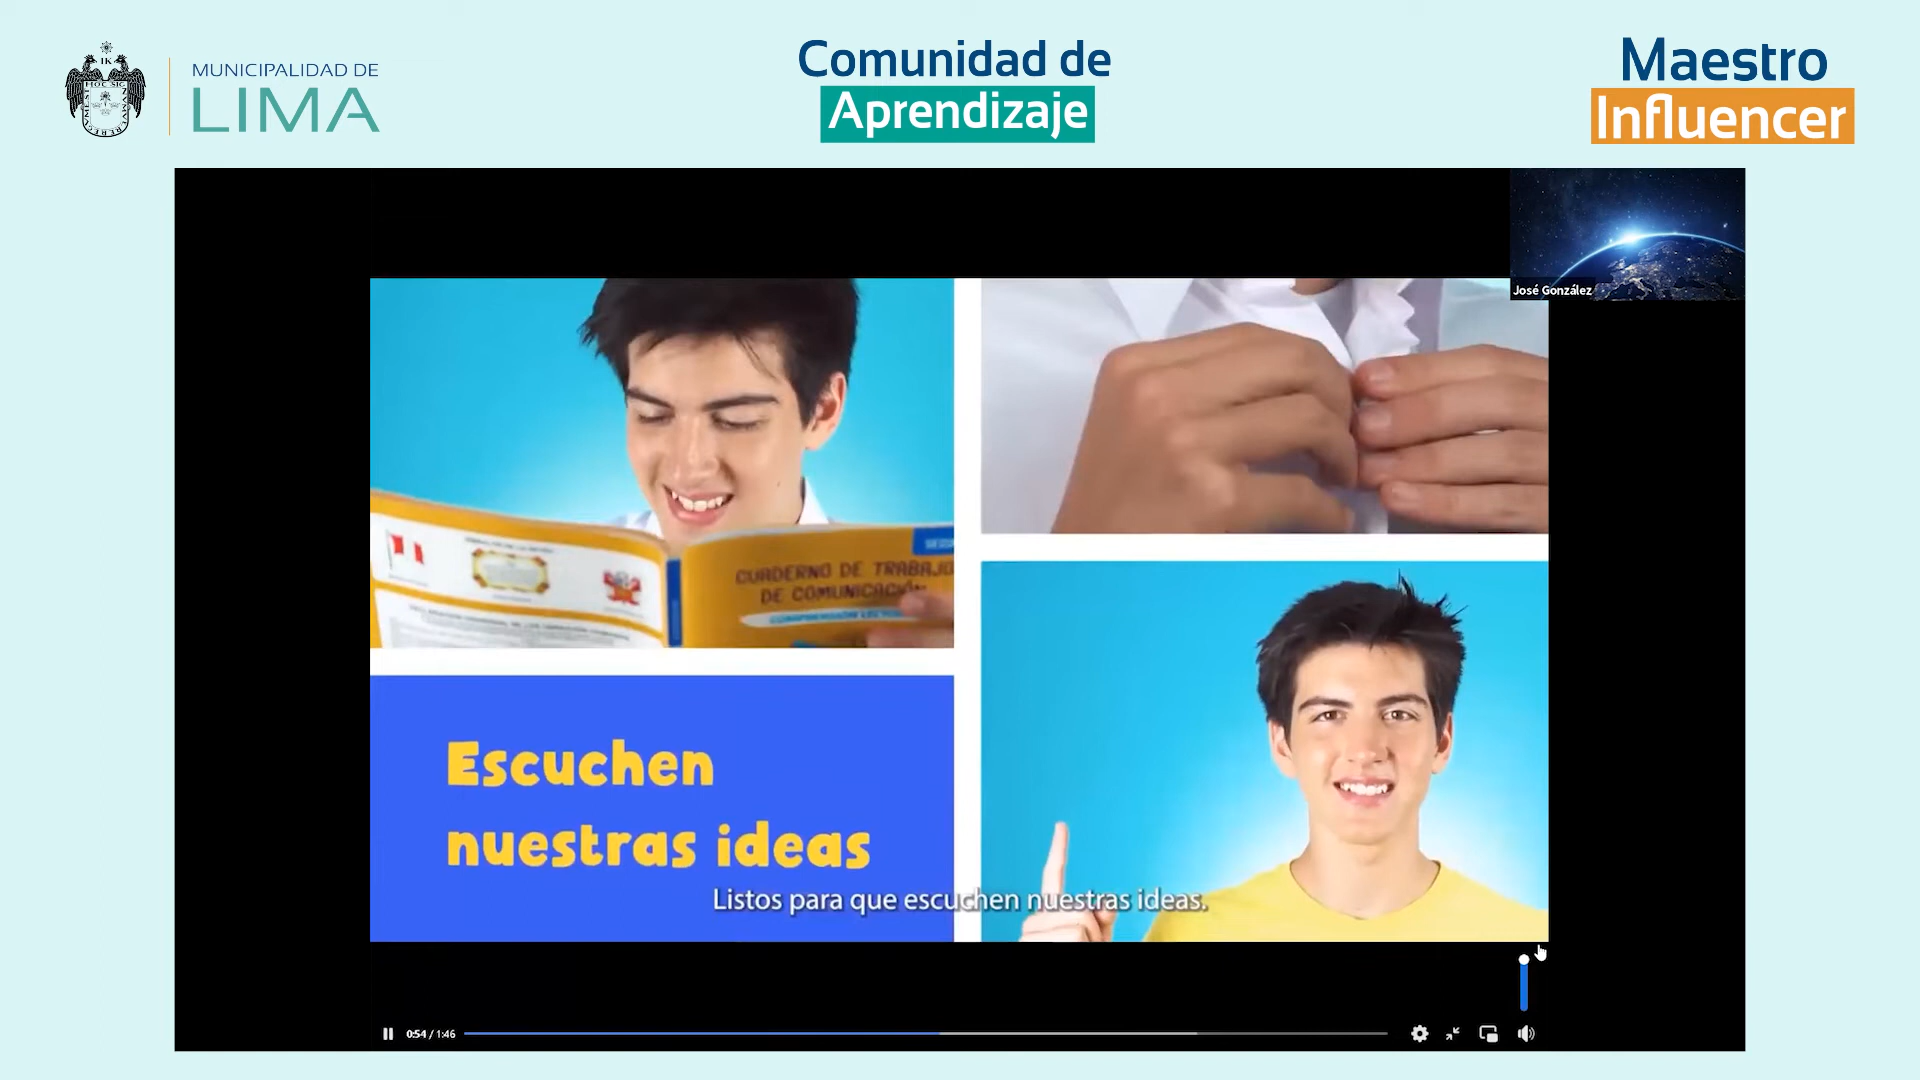 MUNICIPALIDAD DE
LIMA
Comunidad de
Aprendizaje
Maestro
Influencer
José González
CUADERNO DE TRABAJO
DE COMUNICACIÓN
Escuchen
nuestras ideas
Listos para que escuchen nuestras ideas.
0:54 / 1:46